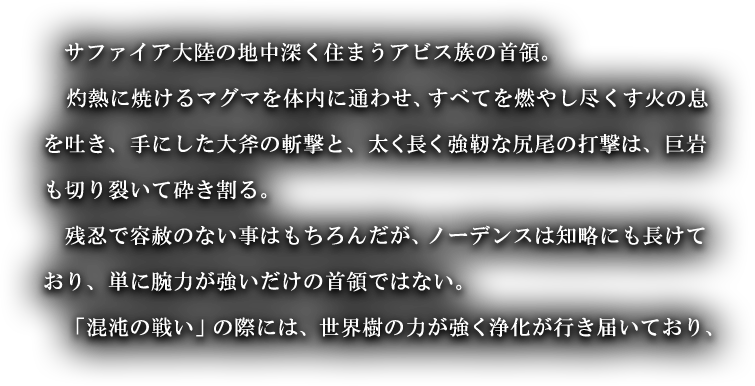 サファイア大陸の地中深く住まうアビス族の首領。
灼熱に焼けるマグマを体内に通わせ、すべてを燃やし尽くす火の息
を吐き、手にした大斧の斬撃と、太く長く強靭な尻尾の打撃は、巨岩
も切り裂いて砕き割る。
残忍で容赦のない事はもちろんだが、ノーデンスは知略にも長けて
おり、単に腕力が強いだけの首領ではない。
「混沌の戦い」の際には、世界樹の力が強く浄化が行き届いており、